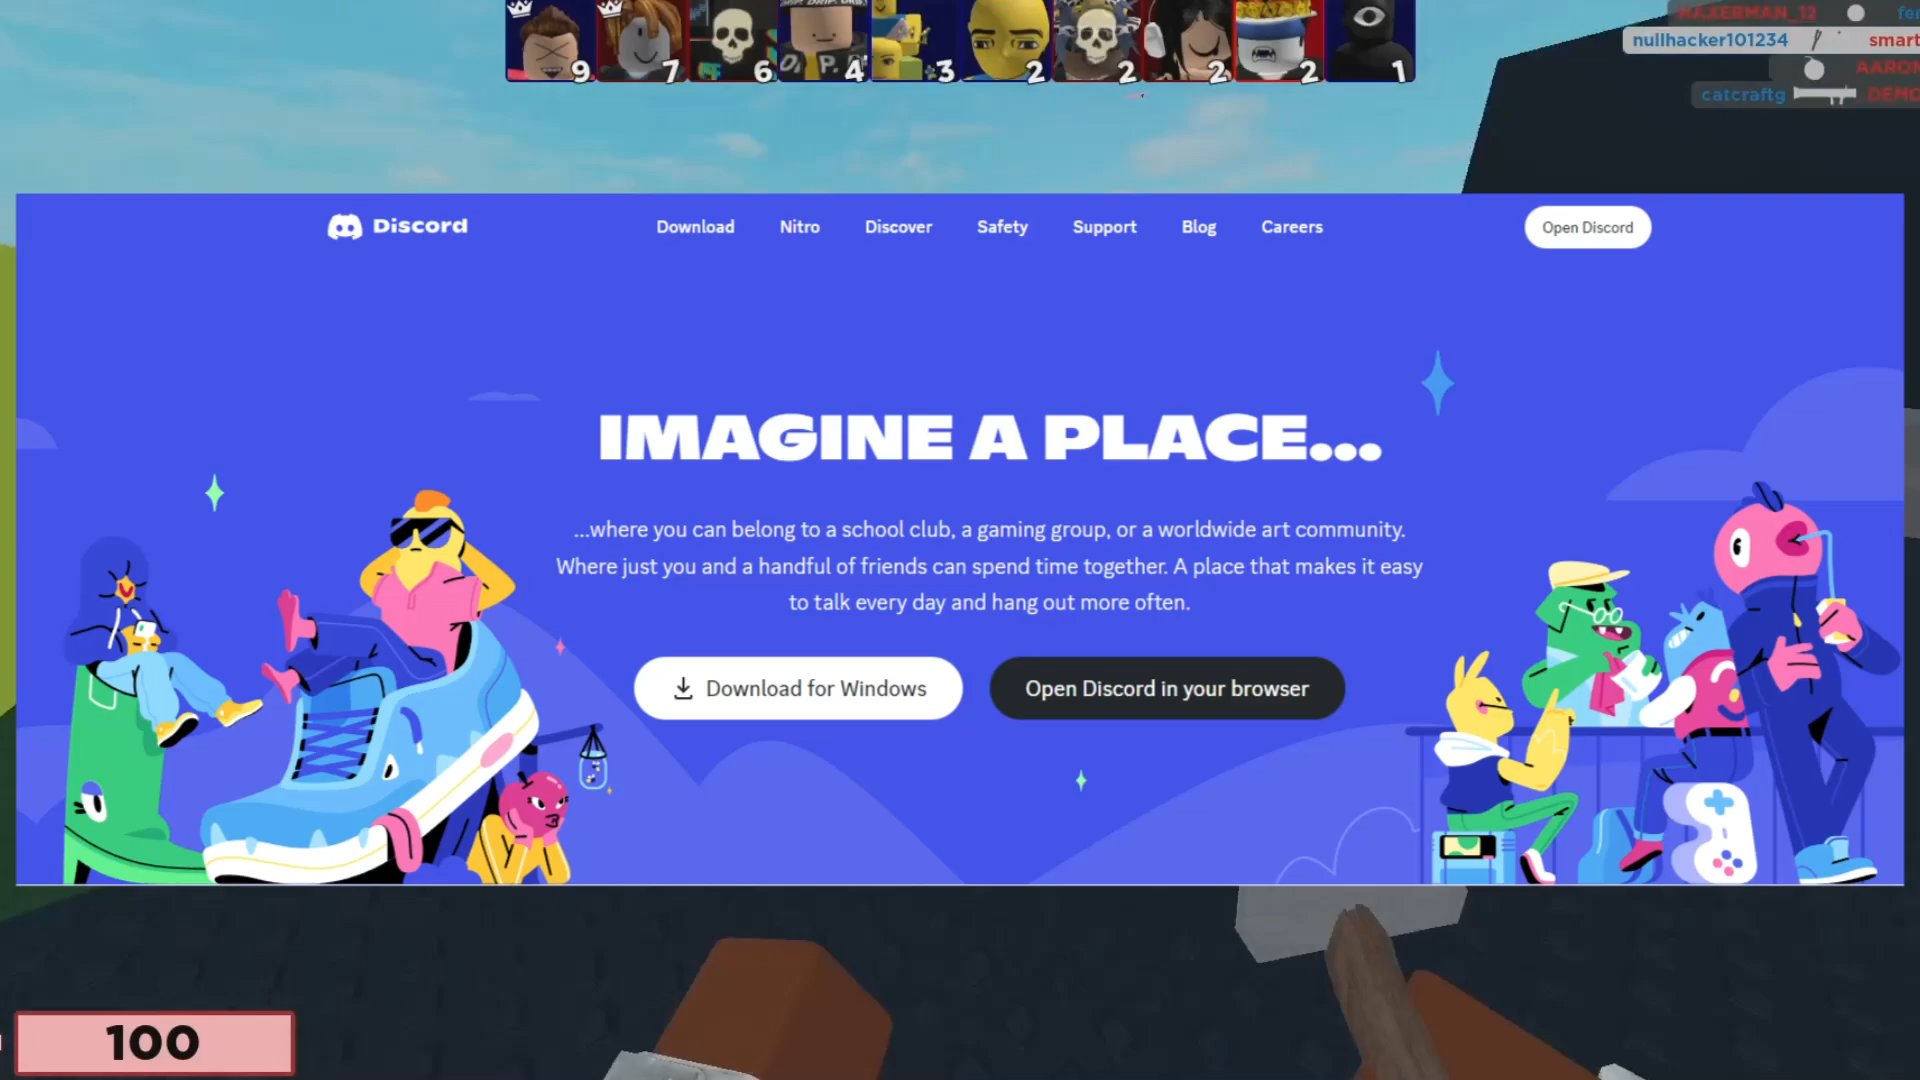 9 7 6 4 3 2 2 2 2 1
MAXERMAN_12
nullhacker101234 smart
AARON
catcraftg DEMO
Discord Download Nitro Discover Safety Support Blog Careers Open Discord
IMAGINE A PLACE...
...where you can belong to a school club, a gaming group, or a worldwide art community.
Where just you and a handful of friends can spend time together. A place that makes it easy
to talk every day and hang out more often.
Download for Windows Open Discord in your browser
100